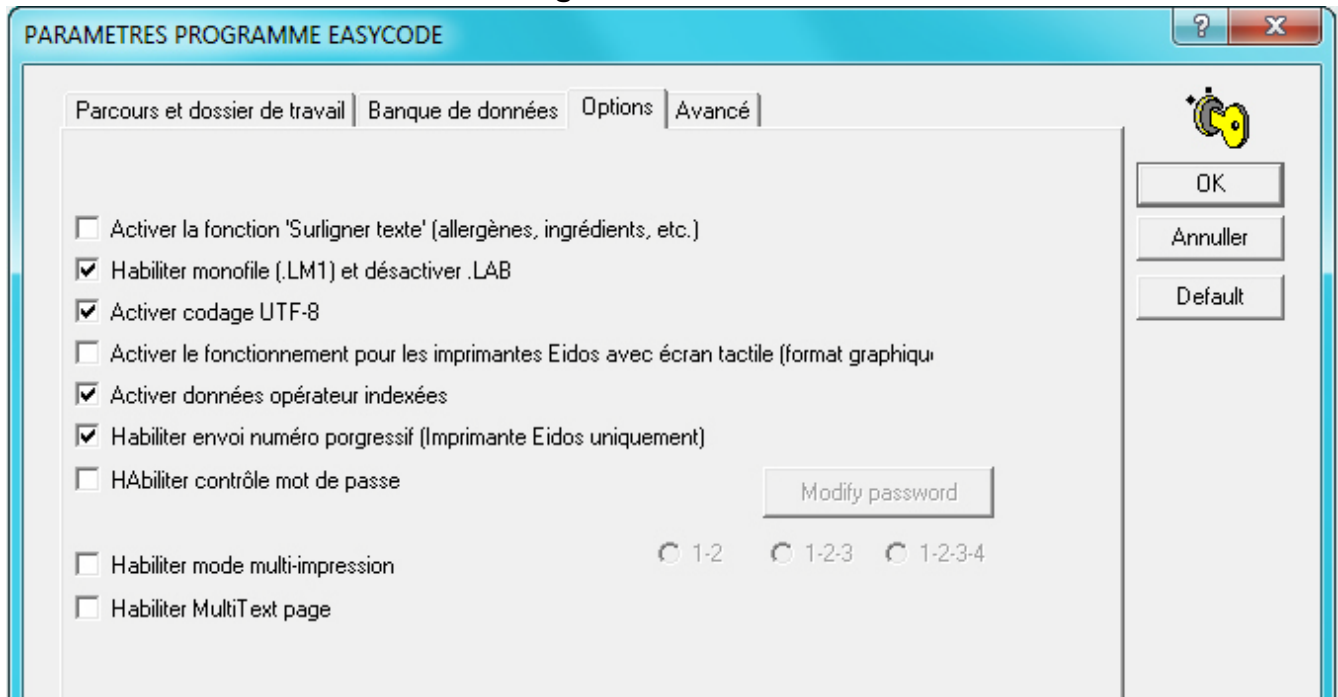 PARAMETRES PROGRAMME EASYCODE
Parcours et dossier de travail Banque de données Options Avancé
OK
Activer la fonction 'Surligner texte' (allergènes, ingrédients, etc.)
Annuller
Habiliter monofile (.LM1) et désactiver .LAB
Default
Activer codage UTF-8
Activer le fonctionnement pour les imprimantes Eidos avec écran tactile (format graphiqu
Activer données opérateur indexées
Habiliter envoi numéro porgressif (Imprimante Eidos uniquement)
HAbiliter contrôle mot de passe
Modify password
1-2 1-2-3 1-2-3-4
Habiliter mode multi-impression
Habiliter MultiText page